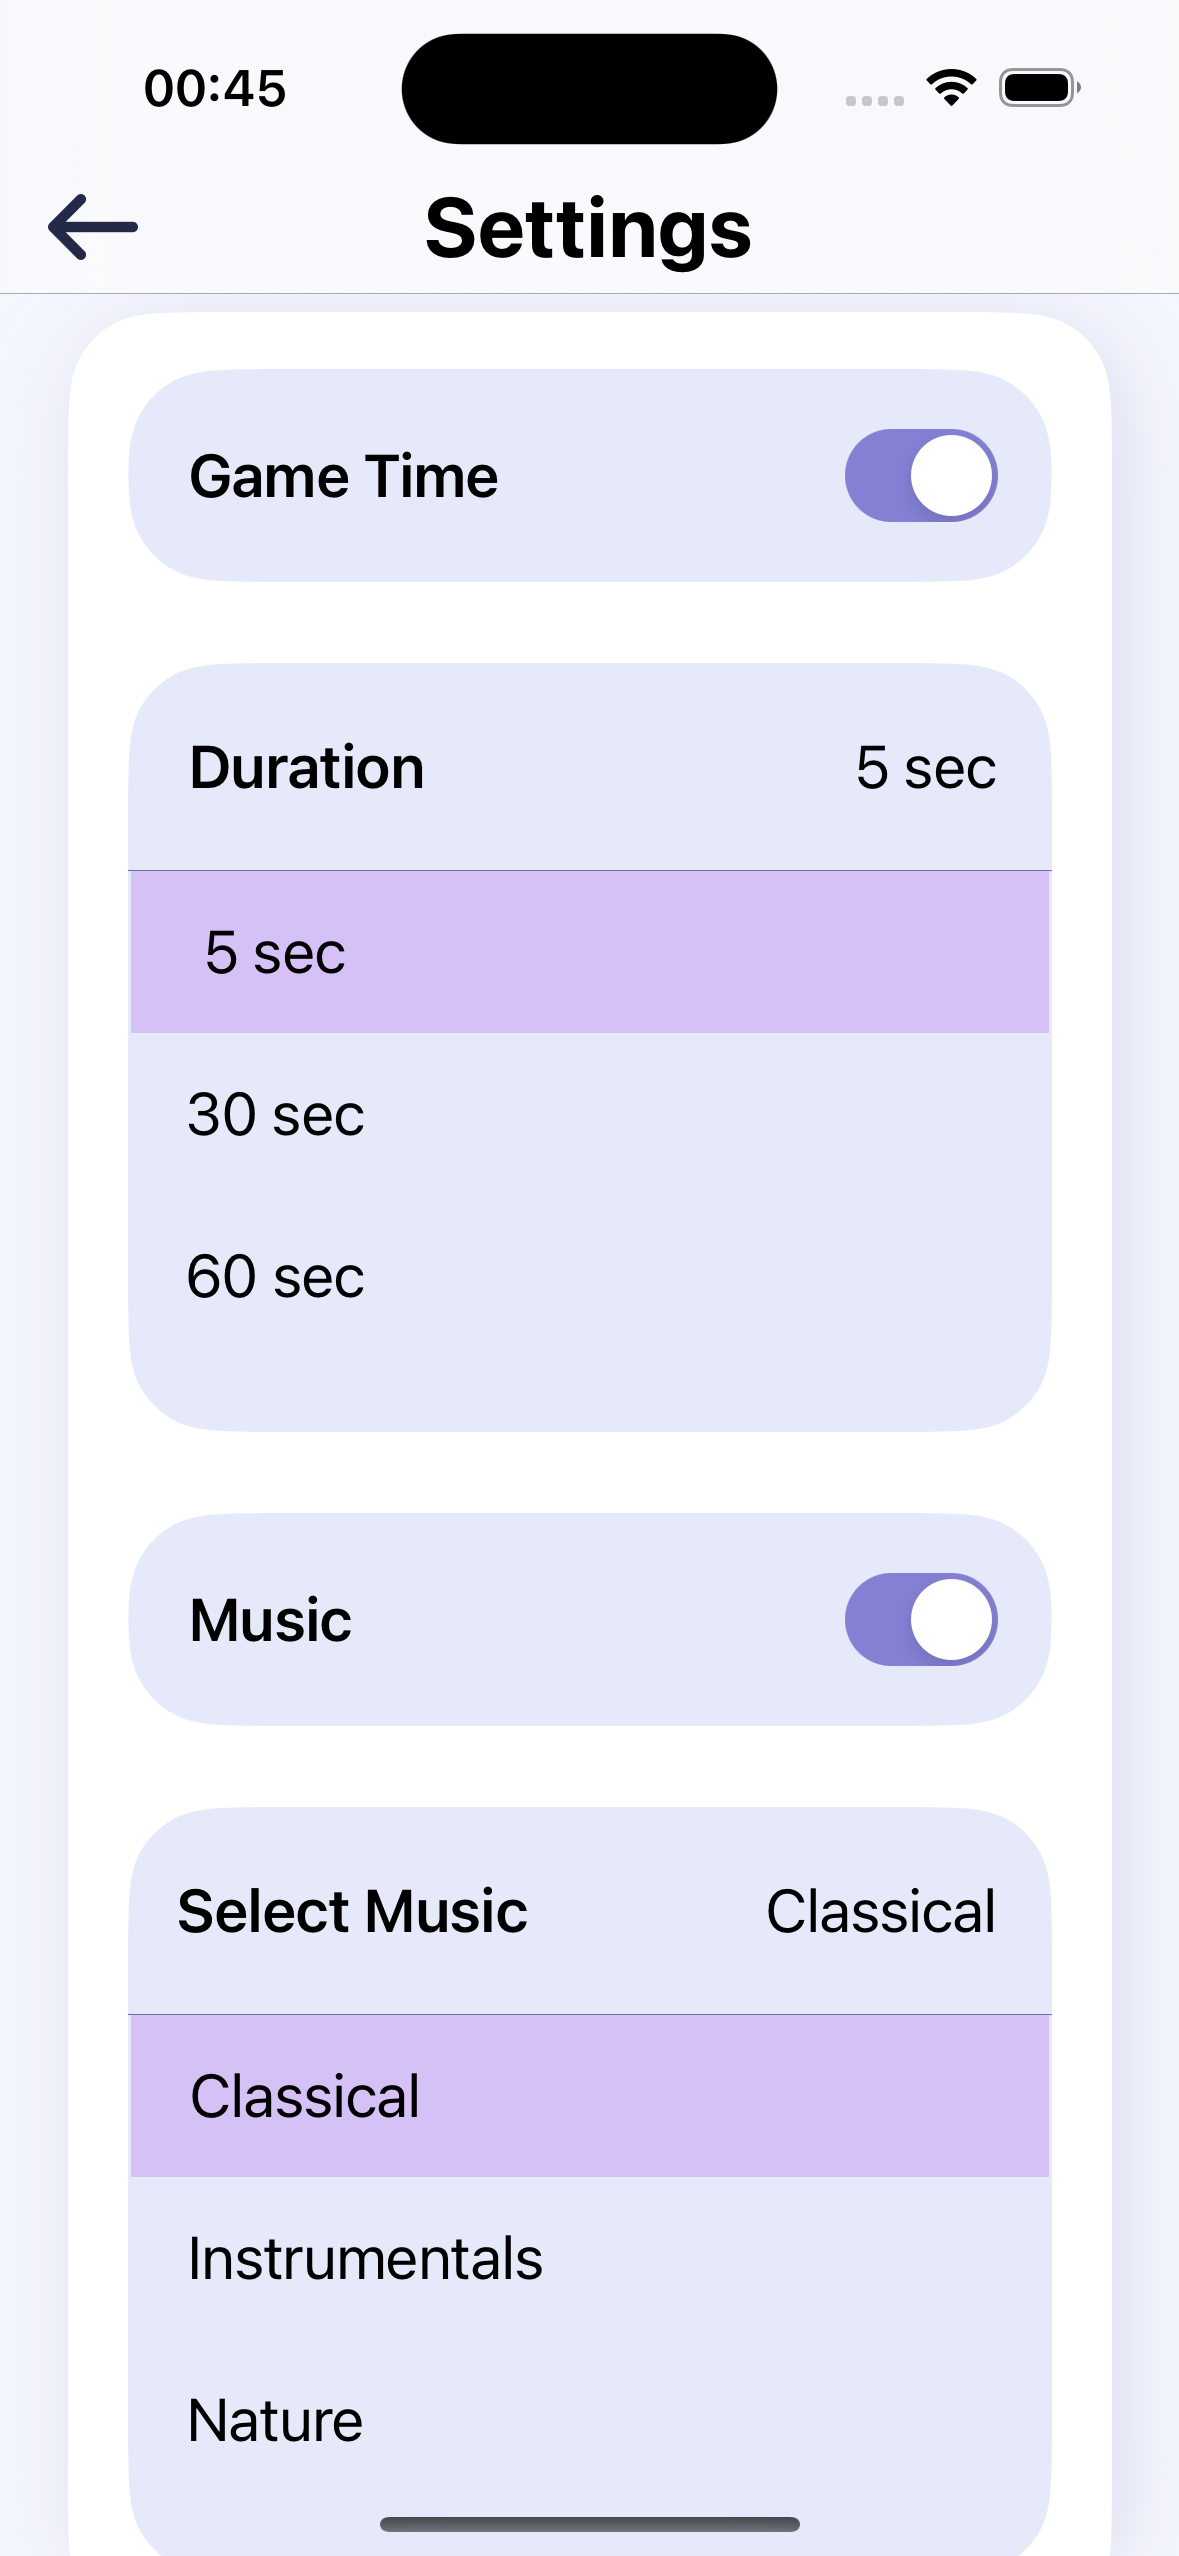 00:45
Settings
Game Time
Duration 5 sec
5 sec
30 sec
60 sec
Music
Select Music Classical
Classical
Instrumentals
Nature